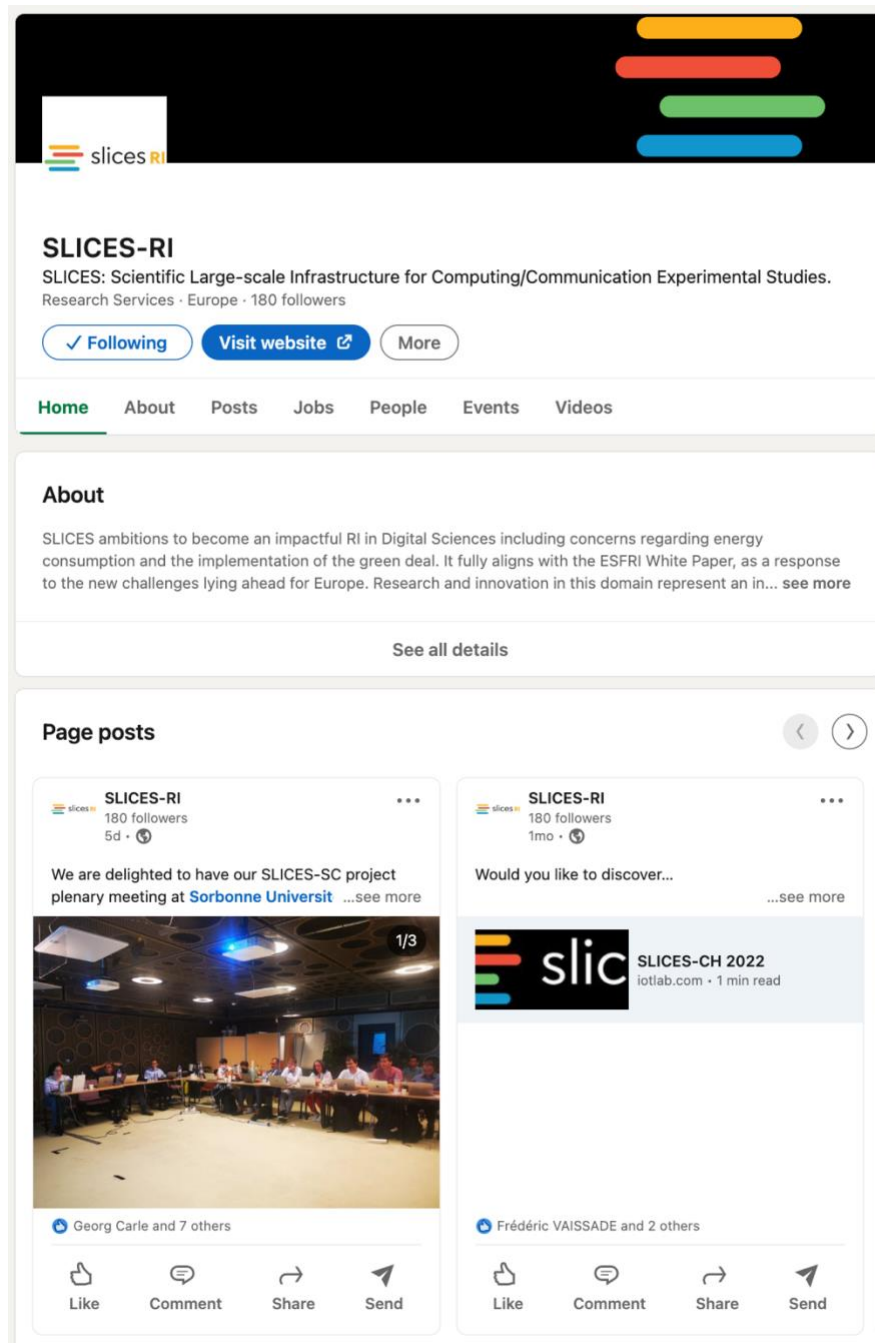 slices RI
SLICES-RI
SLICES: Scientific Large-scale Infrastructure for Computing/Communication Experimental Studies.
Research Services · Europe · 180 followers
✓ Following
Visit website
More
Home
About
Posts
Jobs
People
Events
Videos
About
SLICES ambitions to become an impactful RI in Digital Sciences including concerns regarding energy
consumption and the implementation of the green deal. It fully aligns with the ESFRI White Paper, as a response
to the new challenges lying ahead for Europe. Research and innovation in this domain represent an in... see more
See all details
Page posts
slices RI
SLICES-RI
180 followers
5d •
We are delighted to have our SLICES-SC project
plenary meeting at Sorbonne Universit ...see more
1/3
Georg Carle and 7 others
Like
Comment
Share
Send
slices RI
SLICES-RI
180 followers
1mo •
Would you like to discover...
...see more
slic
SLICES-CH 2022
iotlab.com • 1 min read
Frédéric VAISSADE and 2 others
Like
Comment
Share
Send